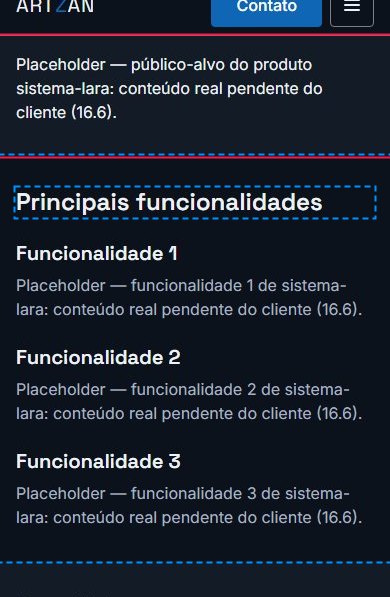 ARTZAN
Contato
Placeholder — público-alvo do produto
sistema-lara: conteúdo real pendente do
cliente (16.6).
Principais funcionalidades
Funcionalidade 1
Placeholder — funcionalidade 1 de sistema-
lara: conteúdo real pendente do cliente (16.6).
Funcionalidade 2
Placeholder — funcionalidade 2 de sistema-
lara: conteúdo real pendente do cliente (16.6).
Funcionalidade 3
Placeholder — funcionalidade 3 de sistema-
lara: conteúdo real pendente do cliente (16.6).